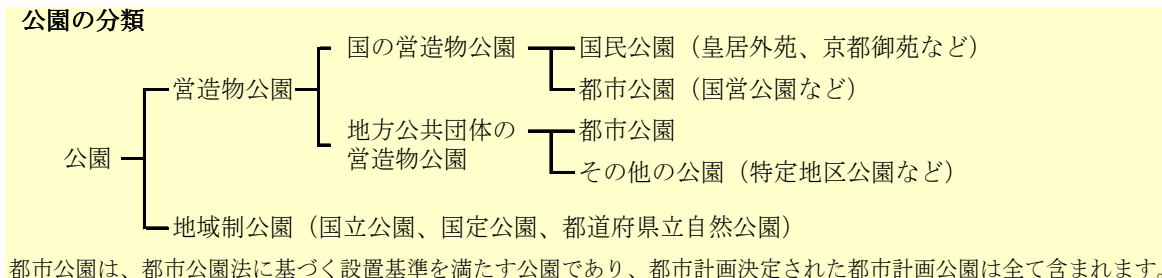 公園の分類
国の営造物公園
国民公園（皇居外苑、京都御苑など）
営造物公園
都市公園（国営公園など）
地方公共団体の
営造物公園
都市公園
公園
その他の公園（特定地区公園など）
地域制公園（国立公園、国定公園、都道府県立自然公園）
都市公園は、都市公園法に基づく設置基準を満たす公園であり、都市計画決定された都市計画公園は全て含まれます。